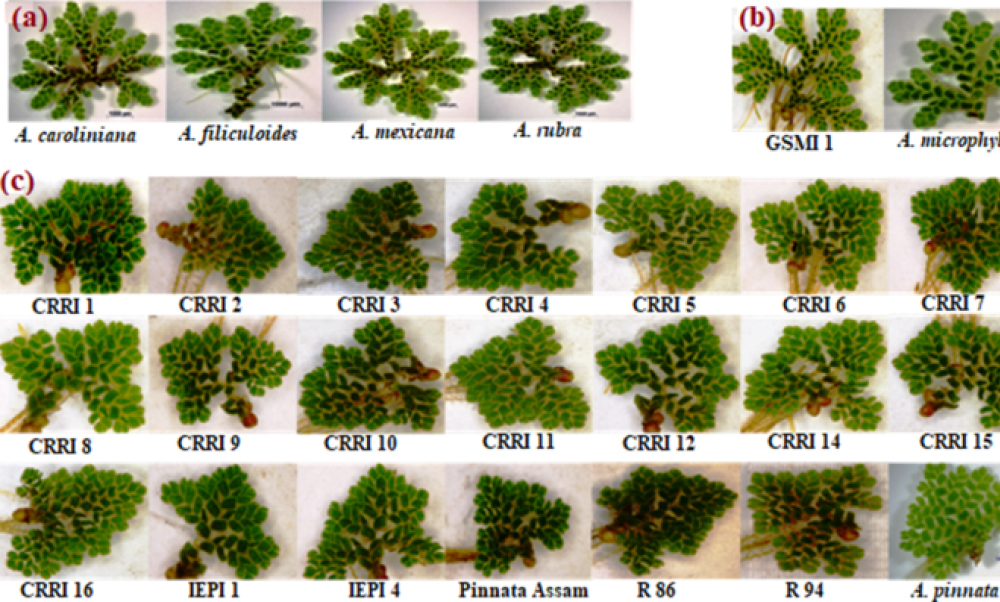 (a)
(b)
A. caroliniana A. filiculoides A. mexicana A. rubra
GSMI 1 A. microphyl
(c)
CRRI 1 CRRI 2 CRRI 3 CRRI 4 CRRI 5 CRRI 6 CRRI 7
CRRI 8 CRRI 9 CRRI 10 CRRI 11 CRRI 12 CRRI 14 CRRI 15
CRRI 16 IEPI 1 IEPI 4 Pinnata Assam R 86 R 94 A. pinnata